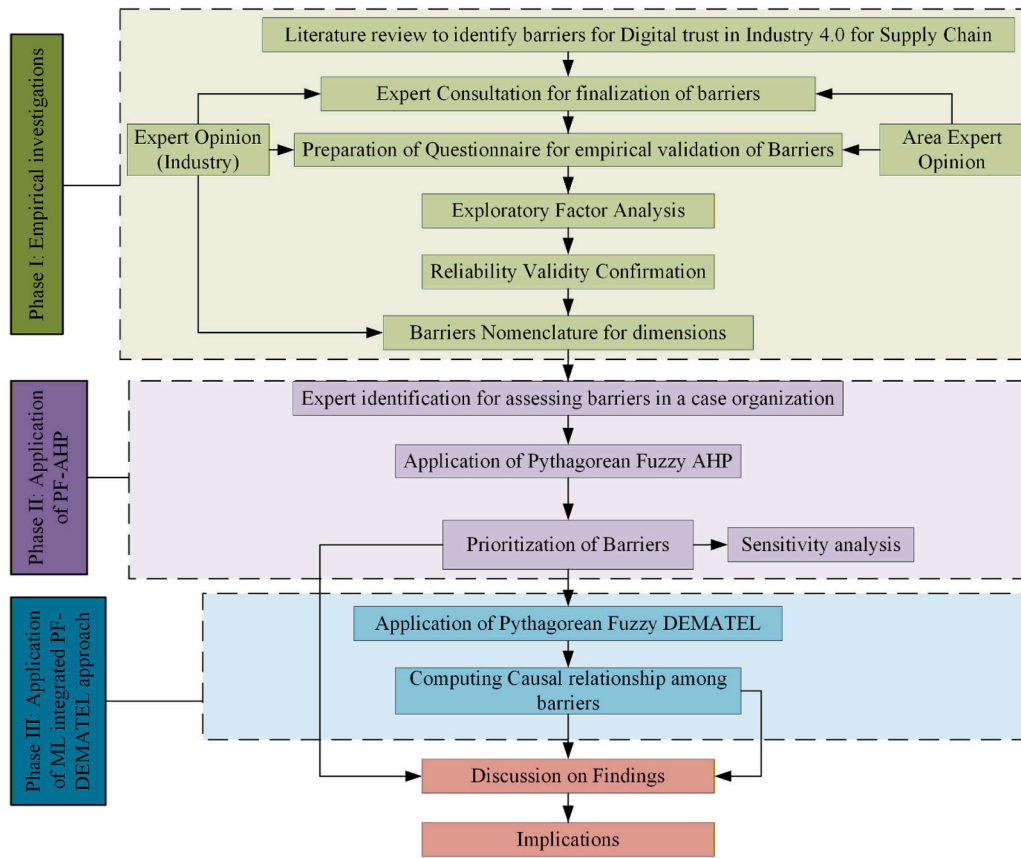 Phase I: Empirical investigations
Literature review to identify barriers for Digital trust in Industry 4.0 for Supply Chain
Expert Consultation for finalization of barriers
Expert Opinion
(Industry)
Preparation of Questionnaire for empirical validation of Barriers
Area Expert
Opinion
Exploratory Factor Analysis
Reliability Validity Confirmation
Barriers Nomenclature for dimensions
Phase II: Application
of PF-AHP
Expert identification for assessing barriers in a case organization
Application of Pythagorean Fuzzy AHP
Prioritization of Barriers
Sensitivity analysis
Phase III: Application
of ML integrated PF-
DEMATEL approach
Application of Pythagorean Fuzzy DEMATEL
Computing Causal relationship among
barriers
Discussion on Findings
Implications